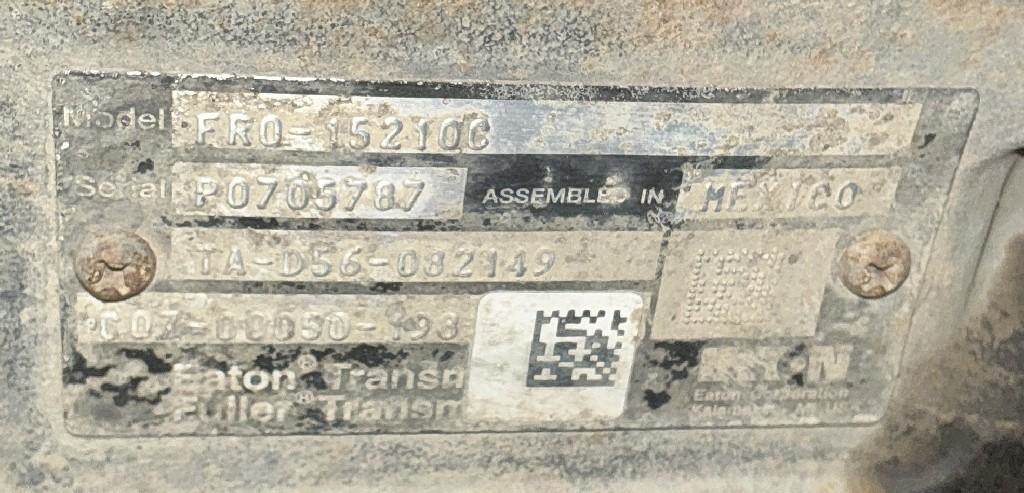 Model FRO-15210C
Serial P0705787 ASSEMBLED IN MEXICO
TA-D56-082149
Eaton® Transm
Fuller® Transm
EATON
Eaton Corporation